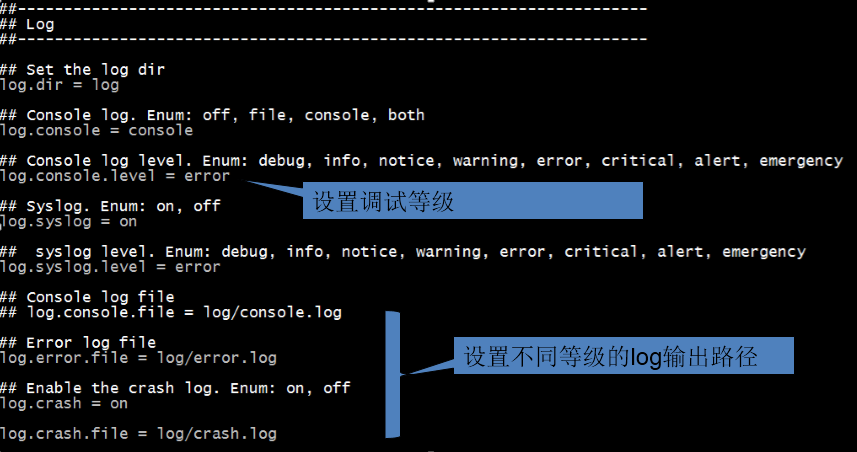 ##--------------------------------------------------------------------
## Log
##--------------------------------------------------------------------
## Set the log dir
log.dir = log
## Console log. Enum: off, file, console, both
log.console = console
## Console log level. Enum: debug, info, notice, warning, error, critical, alert, emergency
log.console.level = error
设置调试等级
## Syslog. Enum: on, off
log.syslog = on
##  syslog level. Enum: debug, info, notice, warning, error, critical, alert, emergency
log.syslog.level = error
## Console log file
## log.console.file = log/console.log
## Error log file
log.error.file = log/error.log
设置不同等级的log输出路径
## Enable the crash log. Enum: on, off
log.crash = on
log.crash.file = log/crash.log